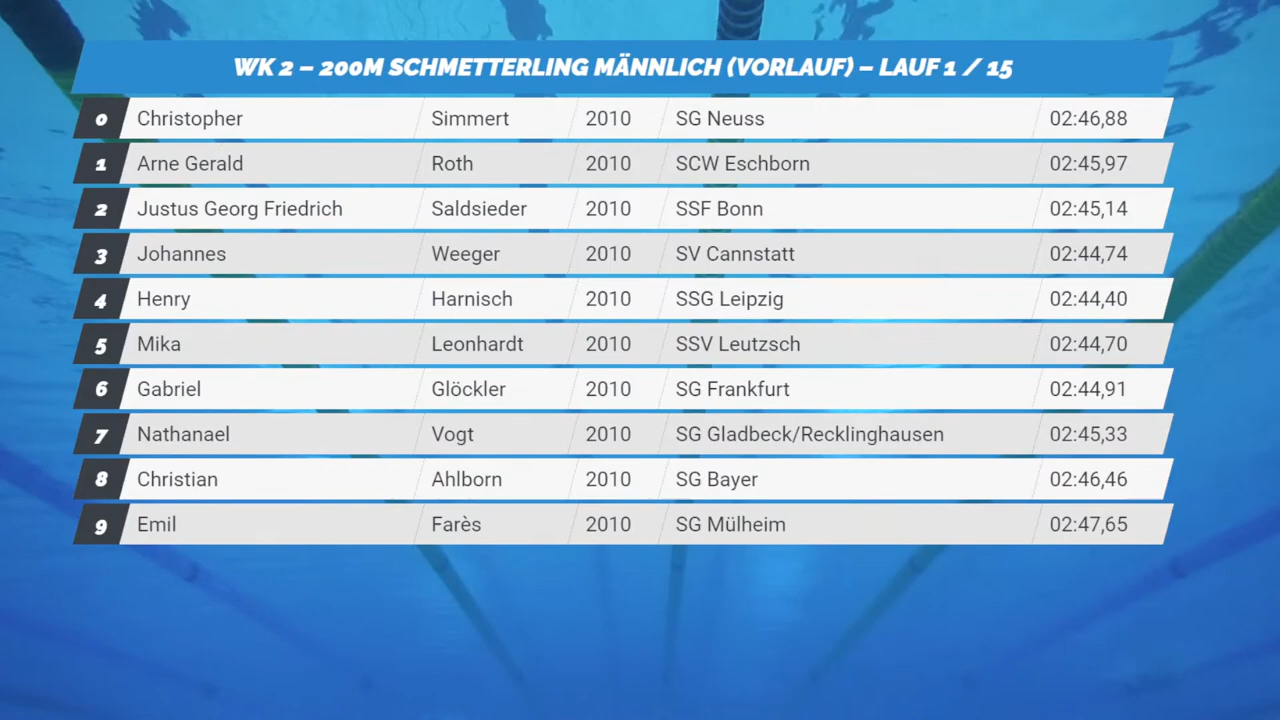 WK 2 – 200M SCHMETTERLING MÄNNLICH (VORLAUF) – LAUF 1 / 15
0 Christopher Simmert 2010 SG Neuss 02:46,88
1 Arne Gerald Roth 2010 SCW Eschborn 02:45,97
2 Justus Georg Friedrich Saldsieder 2010 SSF Bonn 02:45,14
3 Johannes Weeger 2010 SV Cannstatt 02:44,74
4 Henry Harnisch 2010 SSG Leipzig 02:44,40
5 Mika Leonhardt 2010 SSV Leutzsch 02:44,70
6 Gabriel Glöckler 2010 SG Frankfurt 02:44,91
7 Nathanael Vogt 2010 SG Gladbeck/Recklinghausen 02:45,33
8 Christian Ahlborn 2010 SG Bayer 02:46,46
9 Emil Farès 2010 SG Mülheim 02:47,65